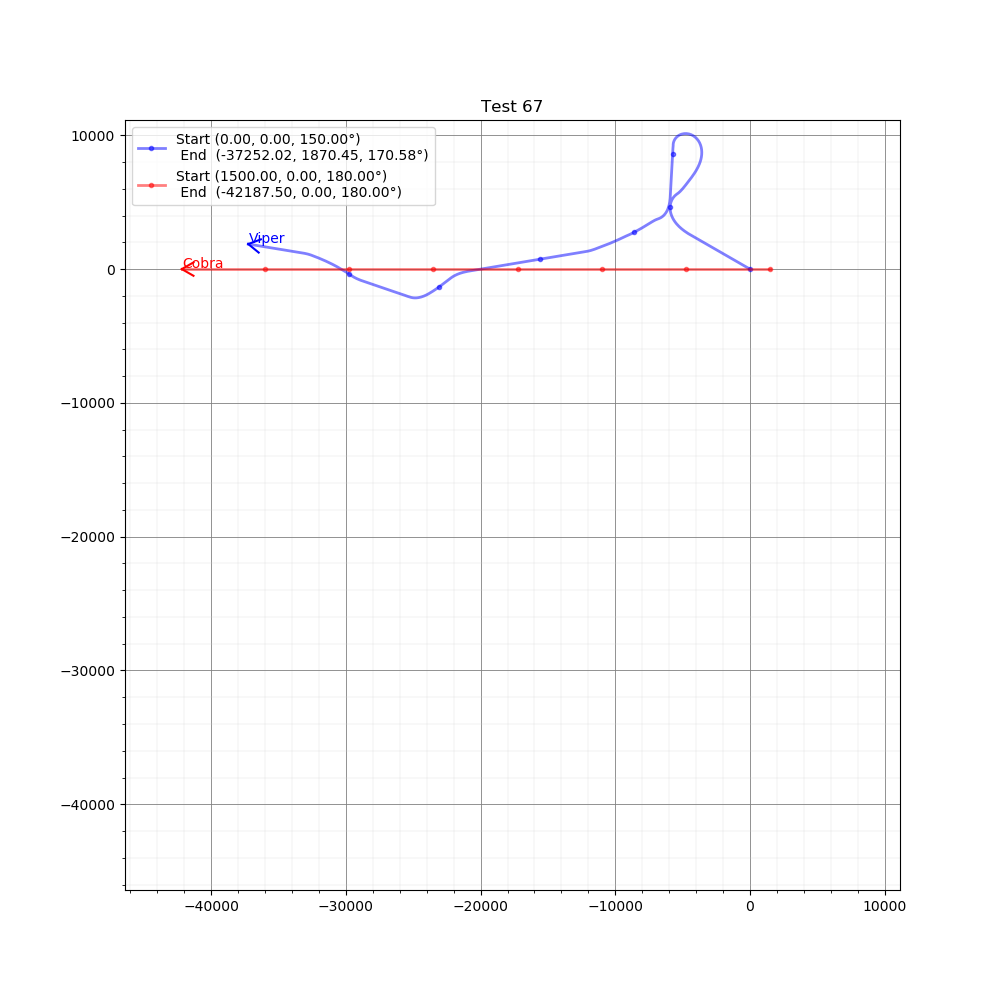 Test 67
Start (0.00, 0.00, 150.00°)
End (-37252.02, 1870.45, 170.58°)
Start (1500.00, 0.00, 180.00°)
End (-42187.50, 0.00, 180.00°)
10000
0
−10000
−20000
−30000
−40000
Viper
Cobra
−40000
−30000
−20000
−10000
0
10000